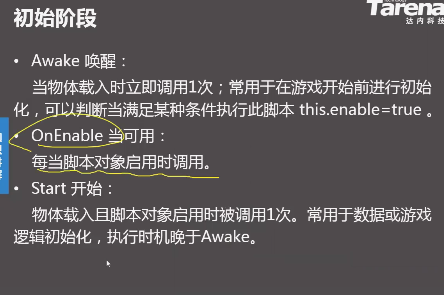 初始阶段
Tarena
达内科技
• Awake 唤醒：
当物体载入时立即调用1次；常用于在游戏开始前进行初始
化，可以判断当满足某种条件执行此脚本 this.enable=true 。
• OnEnable 当可用：
每当脚本对象启用时调用。
• Start 开始：
物体载入且脚本对象启用时被调用1次。常用于数据或游戏
逻辑初始化，执行时机晚于Awake。